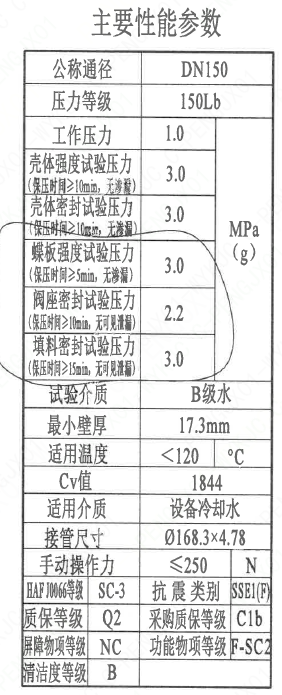 主要性能参数
公称通径 DN150
压力等级 150Lb
工作压力 1.0
壳体强度试验压力
(保压时间≥10min, 无渗漏) 3.0
壳体密封试验压力
(保压时间≥10min, 无渗漏) 3.0
MPa
(g)
蝶板强度试验压力
(保压时间≥5min, 无渗漏) 3.0
阀座密封试验压力
(保压时间≥10min, 无可见泄漏) 2.2
填料密封试验压力
(保压时间≥15min, 无可见泄漏) 3.0
试验介质 B级水
最小壁厚 17.3mm
适用温度 <120 °C
Cv值 1844
适用介质 设备冷却水
接管尺寸 Ø168.3×4.78
手动操作力 ≤250 N
HAF J0066等级 SC-3 抗震类别 SSE1(F)
质保等级 Q2 采购质保等级 C1b
屏障物项等级 NC 功能物项等级 F-SC2
清洁度等级 B